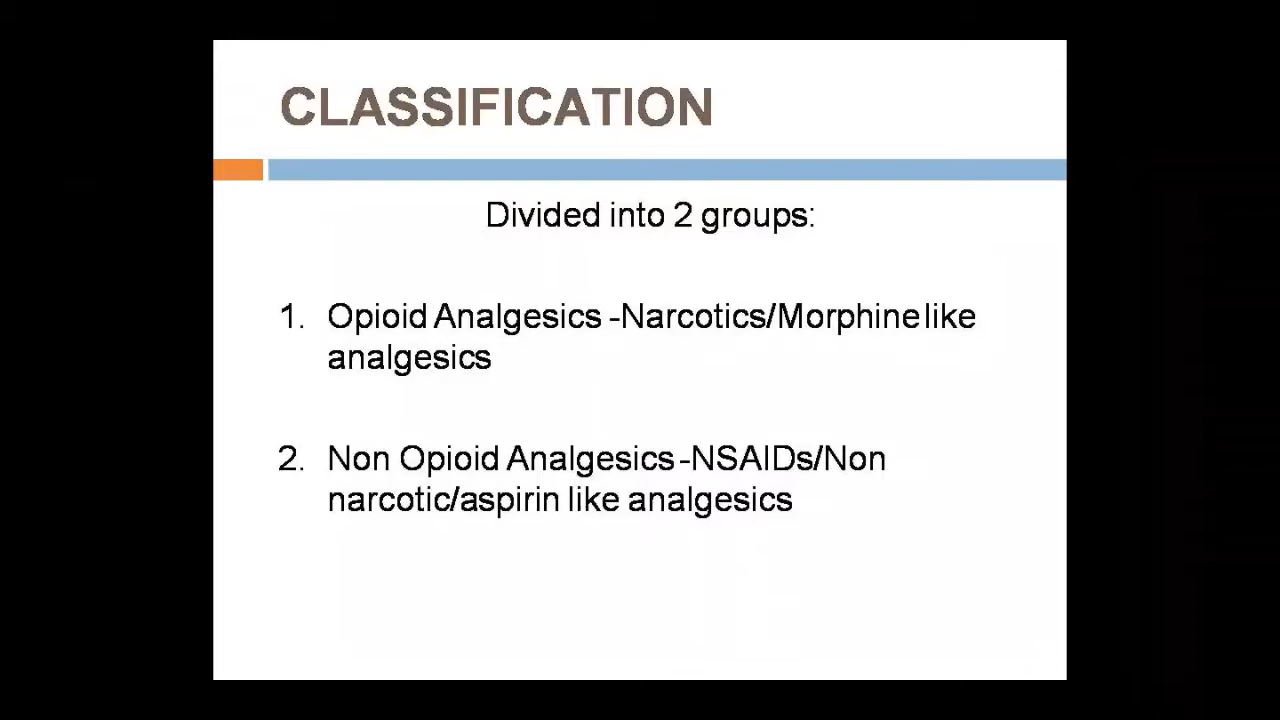 CLASSIFICATION
Divided into 2 groups:
1. Opioid Analgesics -Narcotics/Morphine like
analgesics
2. Non Opioid Analgesics -NSAIDs/Non
narcotic/aspirin like analgesics